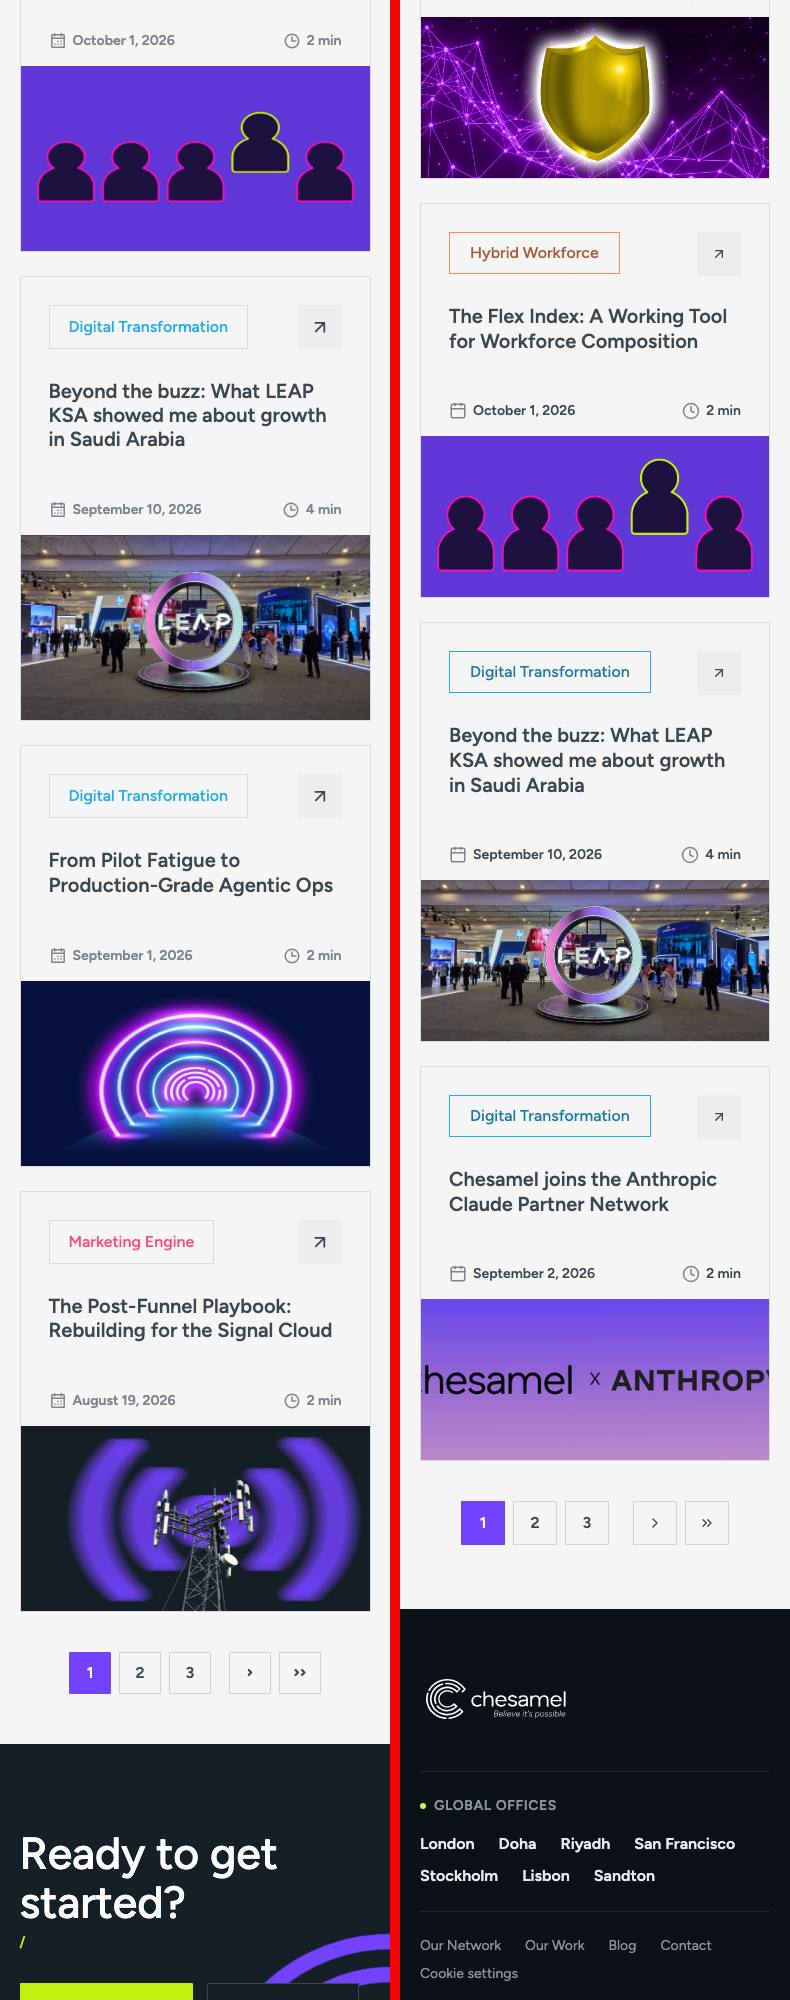 October 1, 2026
2 min
Digital Transformation
Beyond the buzz: What LEAP
KSA showed me about growth
in Saudi Arabia
September 10, 2026
4 min
LEAP
Digital Transformation
From Pilot Fatigue to
Production-Grade Agentic Ops
September 1, 2026
2 min
Marketing Engine
The Post-Funnel Playbook:
Rebuilding for the Signal Cloud
August 19, 2026
2 min
1 2 3 › ››
Ready to get
started?
/
Hybrid Workforce
The Flex Index: A Working Tool
for Workforce Composition
October 1, 2026
2 min
Digital Transformation
Beyond the buzz: What LEAP
KSA showed me about growth
in Saudi Arabia
September 10, 2026
4 min
LEAP
Digital Transformation
Chesamel joins the Anthropic
Claude Partner Network
September 2, 2026
2 min
chesamel x ANTHROP
1 2 3 › »
chesamel
Believe it's possible
GLOBAL OFFICES
London Doha Riyadh San Francisco
Stockholm Lisbon Sandton
Our Network Our Work Blog Contact
Cookie settings